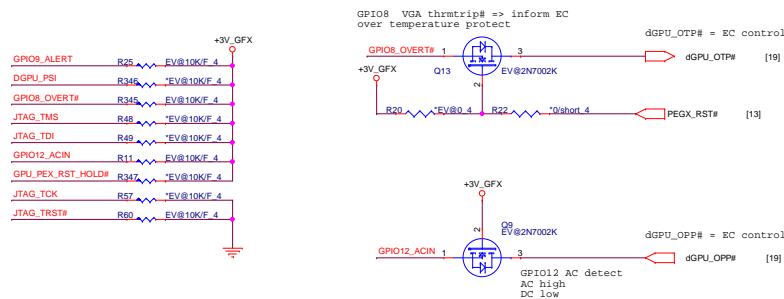 GPIO8 VGA thrmtrip# => inform EC
over temperature protect
dGPU_OTP# = EC control
+3V_GFX
GPIO8_OVERT# 1 3 dGPU_OTP# [19]
Q13 EV@2N7002K
+3V_GFX
2
GPIO9_ALERT R25 EV@10K/F_4
DGPU_PSI R346 *EV@10K/F_4
GPIO8_OVERT# R345 *EV@10K/F_4
JTAG_TMS R48 *EV@10K/F_4
JTAG_TDI R49 *EV@10K/F_4
GPIO12_ACIN R11 EV@10K/F_4
GPU_PEX_RST_HOLD# R347 *EV@10K/F_4
JTAG_TCK R57 *EV@10K/F_4
JTAG_TRST# R60 EV@10K/F_4
R20 *EV@0_4 R22 *0/short_4 PEGX_RST# [13]
+3V_GFX
2
Q9
EV@2N7002K
dGPU_OPP# = EC control
GPIO12_ACIN 1 3 dGPU_OPP# [19]
GPIO12 AC detect
AC high
DC low